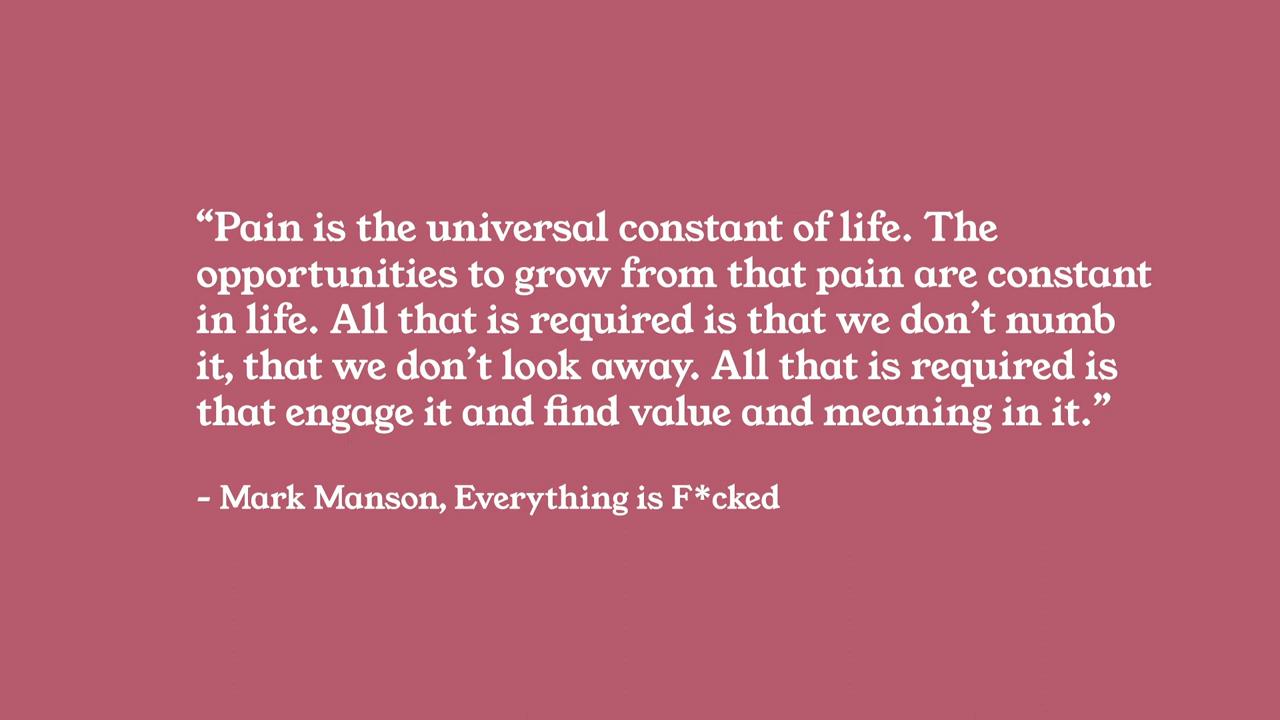 “Pain is the universal constant of life. The
opportunities to grow from that pain are constant
in life. All that is required is that we don’t numb
it, that we don’t look away. All that is required is
that engage it and find value and meaning in it.”
- Mark Manson, Everything is F*cked